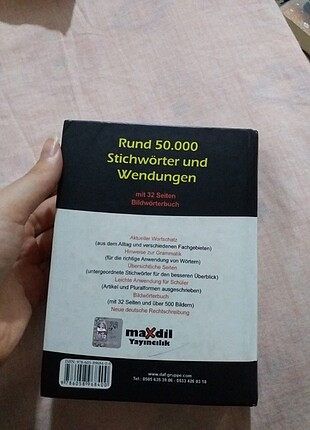 Rund 50.000
Stichwörter und
Wendungen
mit 32 Seiten
Bildwörterbuch
Aktueller Wortschatz
(aus dem Alltag und verschiedenen Fachgebieten)
Hinweise zur Grammatik
(für die richtige Anwendung von Wörtern)
Übersichtliche Seiten
(untergeordnete Stichwörter für den besseren Überblick)
Leichte Anwendung für Schüler
(Artikel und Pluralformen ausgeschrieben)
Bildwörterbuch
(mit 32 Seiten und über 500 Bildern)
Neue deutsche Rechtschreibung
maXdil
Yayıncılık
www.daf-gruppe.com